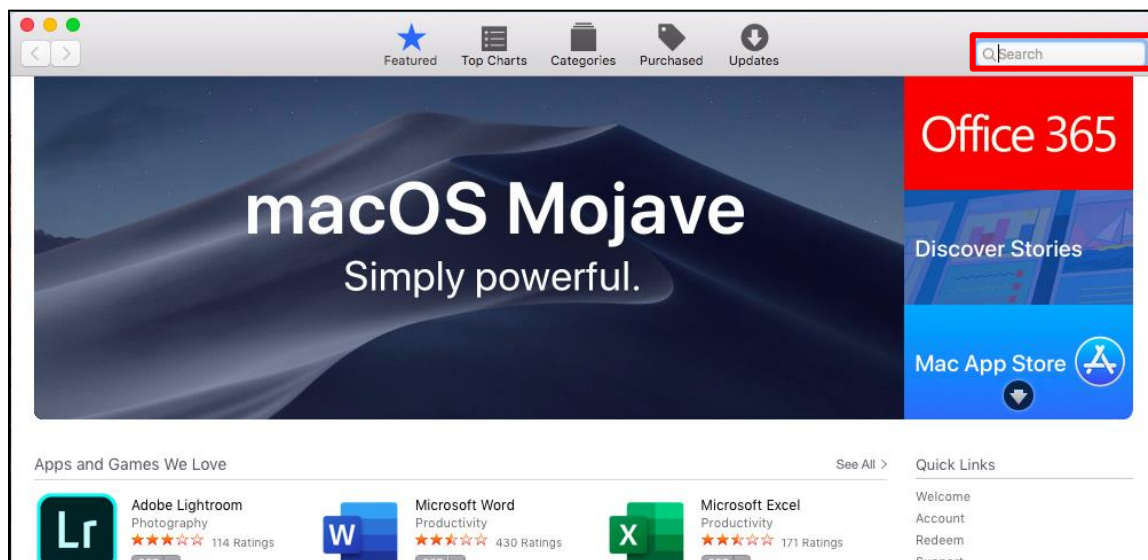 Featured
Top Charts
Categories
Purchased
Updates
Search
macOS Mojave
Simply powerful.
Office 365
Discover Stories
Mac App Store
Apps and Games We Love
See All >
Quick Links
Lr
Adobe Lightroom
Photography
114 Ratings
W
Microsoft Word
Productivity
430 Ratings
X
Microsoft Excel
Productivity
171 Ratings
Welcome
Account
Redeem